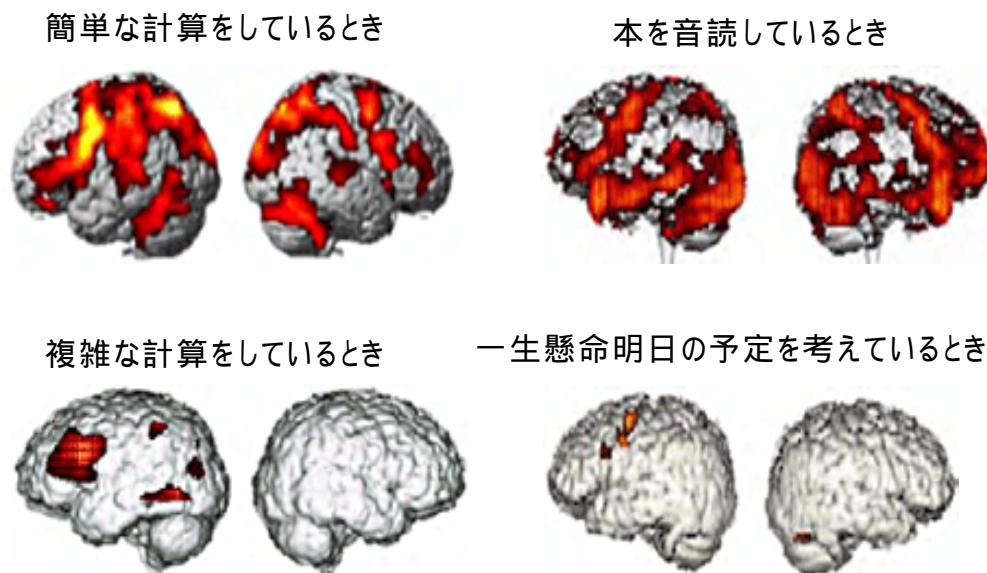 簡単な計算をしているとき
本を音読しているとき
複雑な計算をしているとき
一生懸命明日の予定を考えているとき